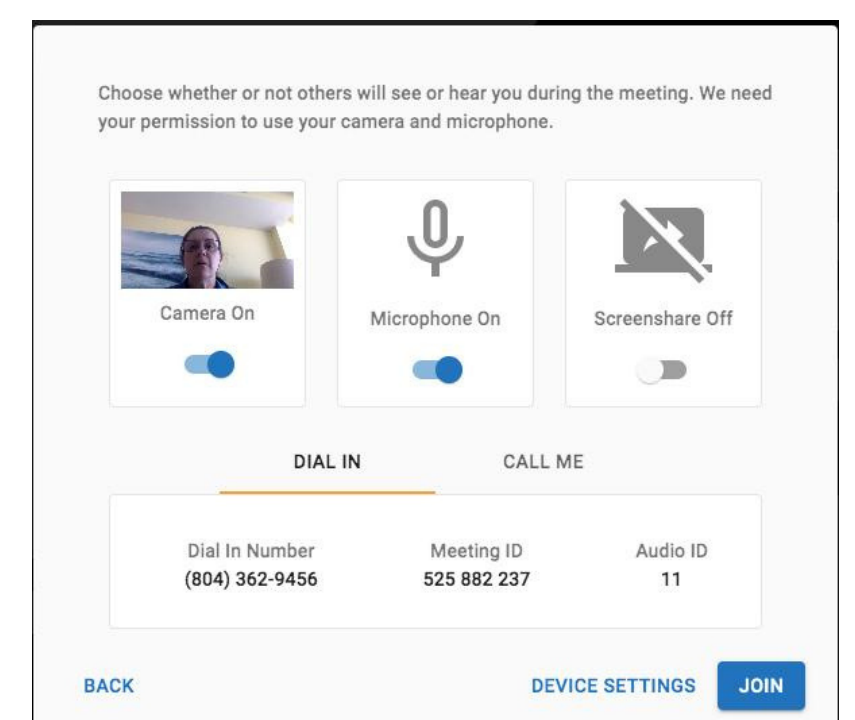 Choose whether or not others will see or hear you during the meeting. We need
your permission to use your camera and microphone.
Camera On
Microphone On
Screenshare Off
DIAL IN
CALL ME
Dial In Number
(804) 362-9456
Meeting ID
525 882 237
Audio ID
11
BACK
DEVICE SETTINGS
JOIN